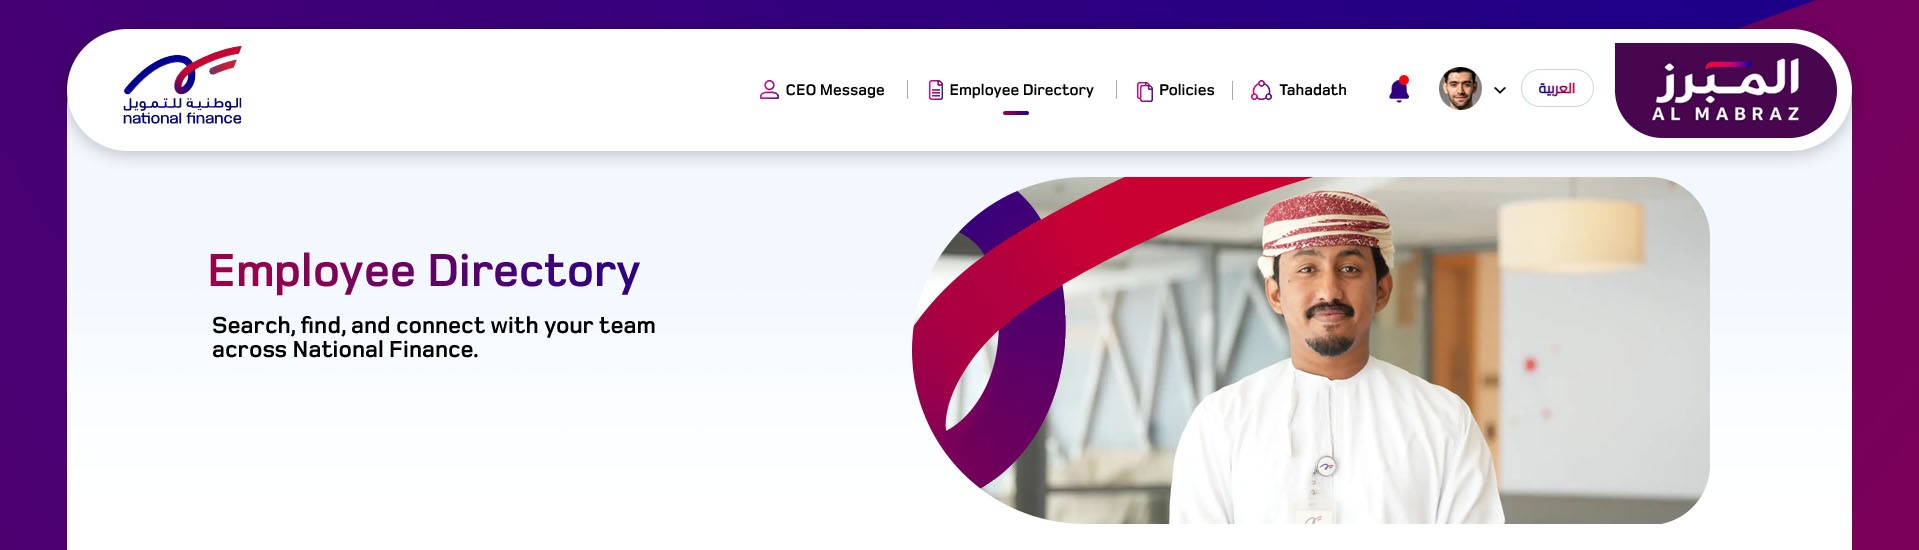 الوطنية للتمويل
national finance
CEO Message
Employee Directory
Policies
Tahadath
العربية
المبرز
AL MABRAZ
Employee Directory
Search, find, and connect with your team
across National Finance.